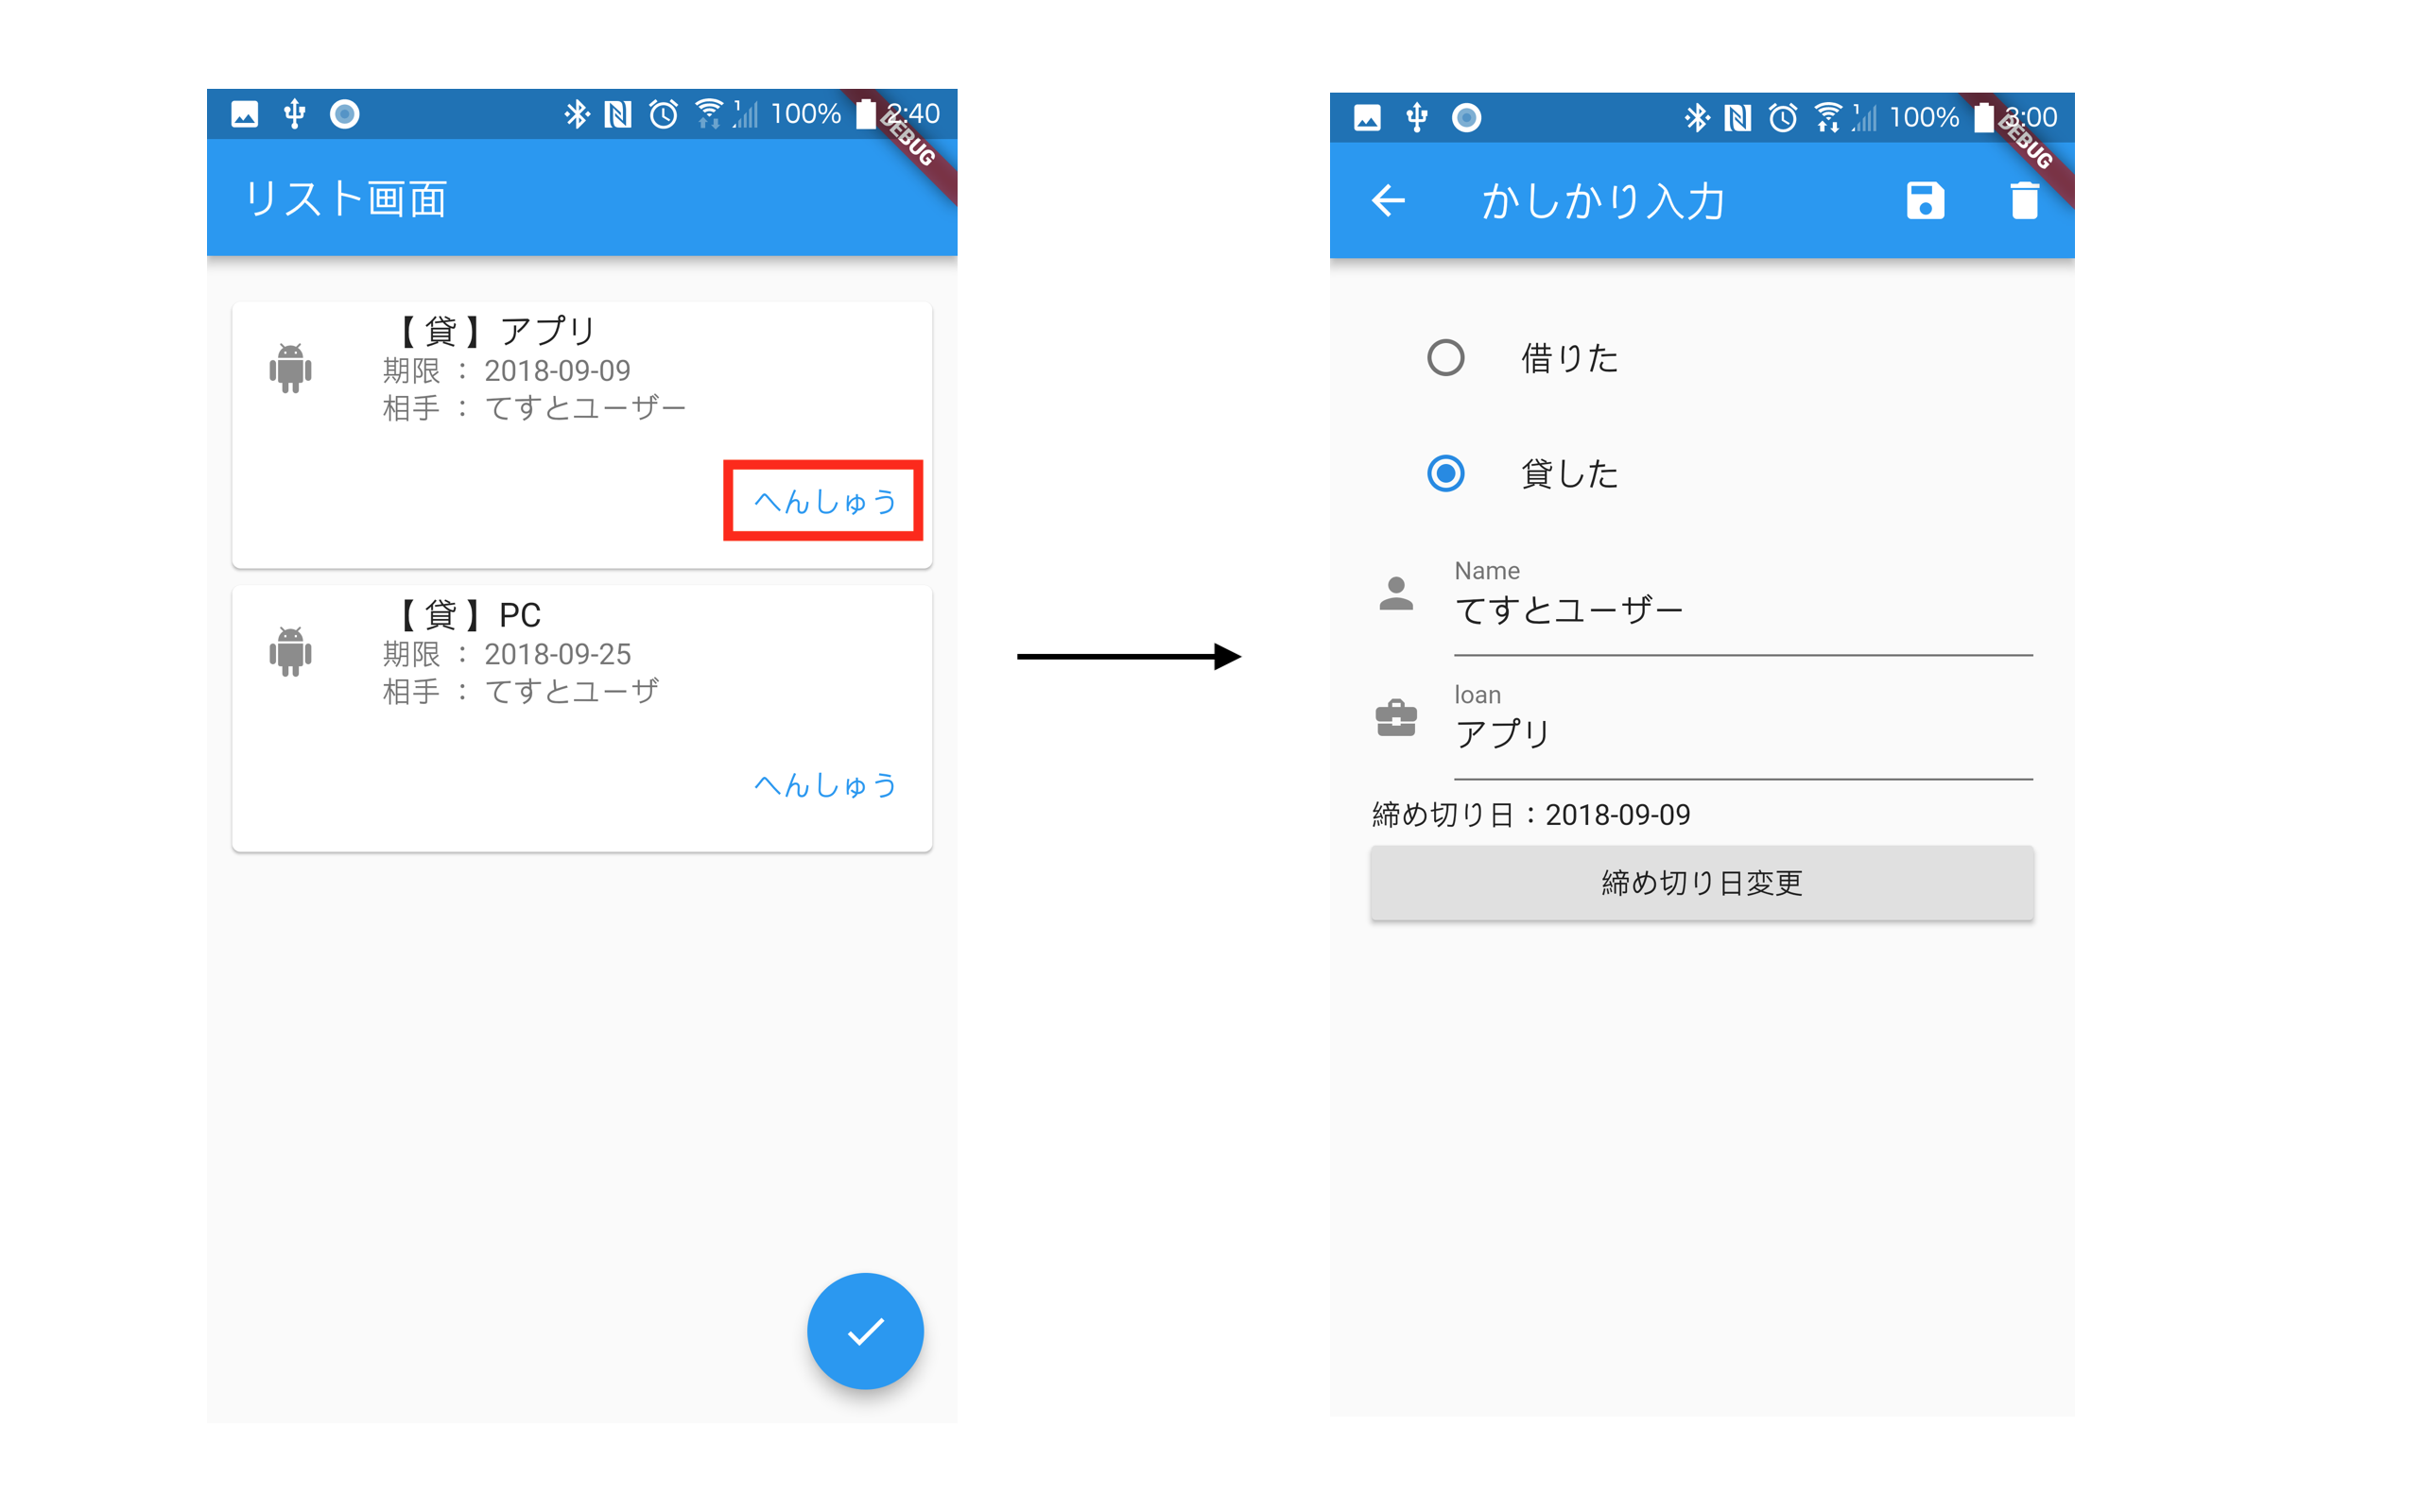 100% 2:40
DEBUG
リスト画面
【貸】アプリ
期限 : 2018-09-09
相手 : てすとユーザー
へんしゅう
【貸】PC
期限 : 2018-09-25
相手 : てすとユーザ
へんしゅう
100% 3:00
DEBUG
かしかり入力
借りた
貸した
Name
てすとユーザー
loan
アプリ
締め切り日：2018-09-09
締め切り日変更